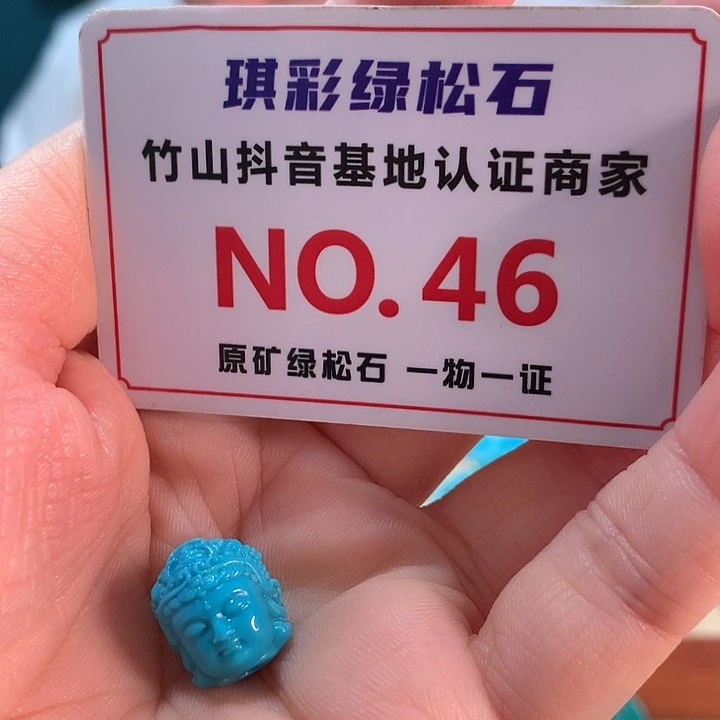 琪彩绿松石
竹山抖音基地认证商家
NO.46
原矿绿松石 一物一证